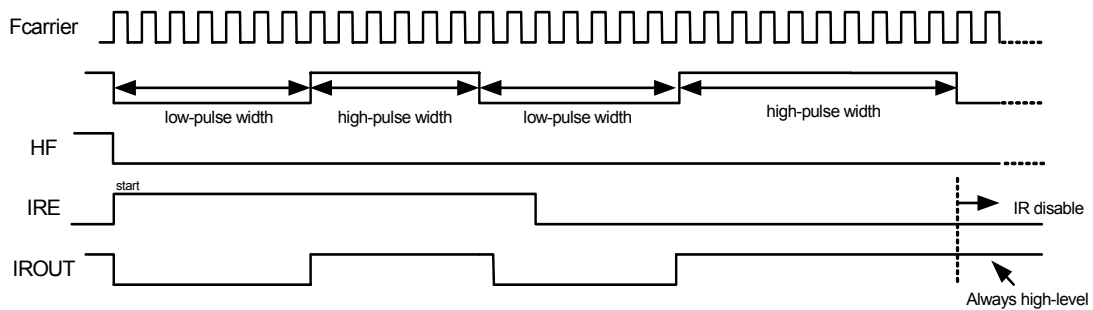 Fcarrier
low-pulse width
high-pulse width
low-pulse width
high-pulse width
HF
start
IRE
IR disable
IROUT
Always high-level